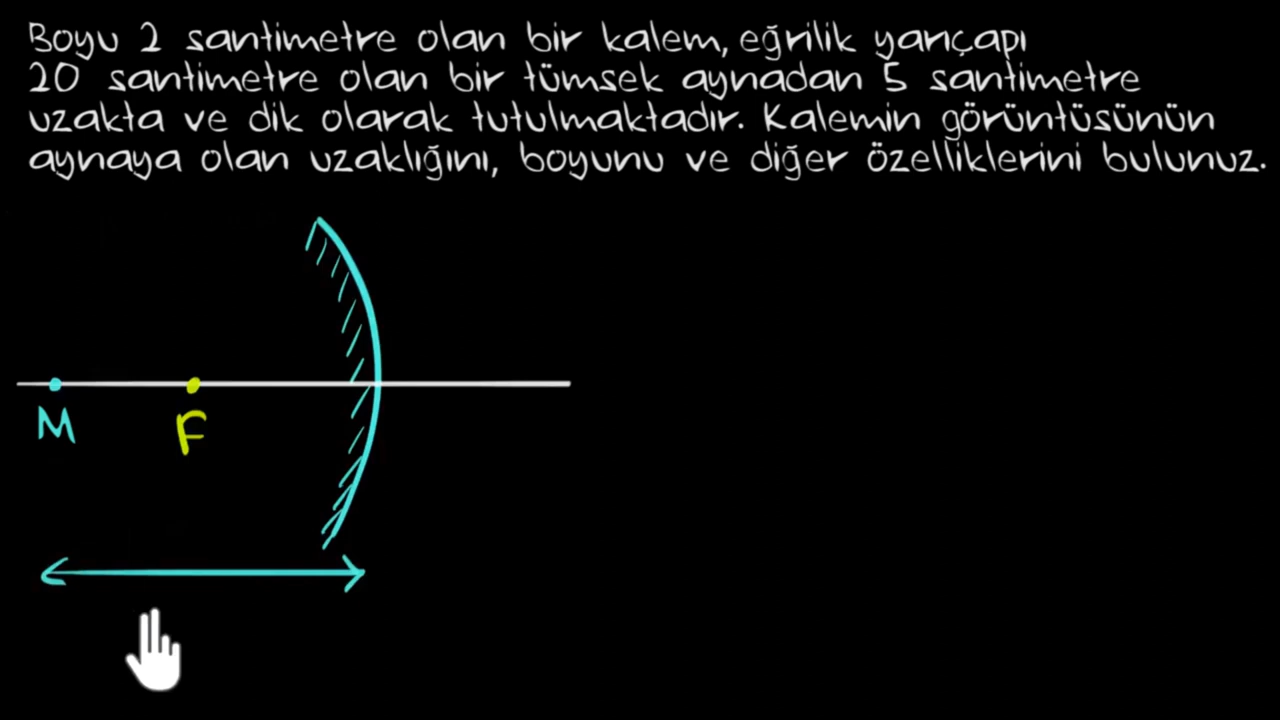 Boyu 2 santimetre olan bir kalem, eğrilik yarıçapı
20 santimetre olan bir tümsek aynadan 5 santimetre
uzakta ve dik olarak tutulmaktadır. Kalemin görüntüsünün
aynaya olan uzaklığını, boyunu ve diğer özelliklerini bulunuz.
M F